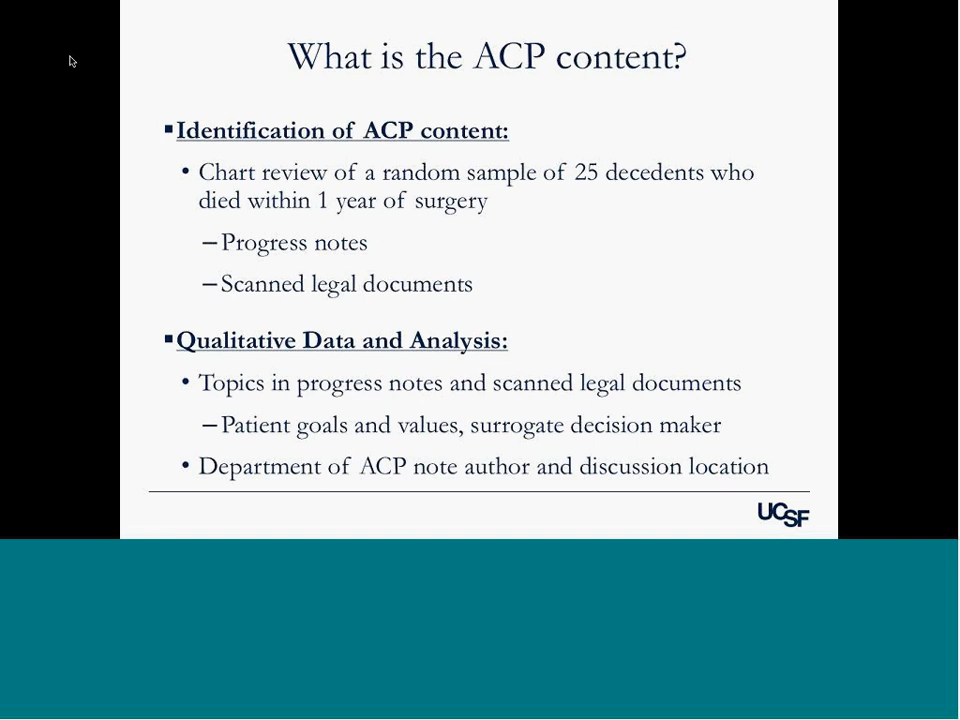 What is the ACP content?
▪Identification of ACP content:
• Chart review of a random sample of 25 decedents who
died within 1 year of surgery
–Progress notes
–Scanned legal documents
▪Qualitative Data and Analysis:
• Topics in progress notes and scanned legal documents
–Patient goals and values, surrogate decision maker
• Department of ACP note author and discussion location
UCSF